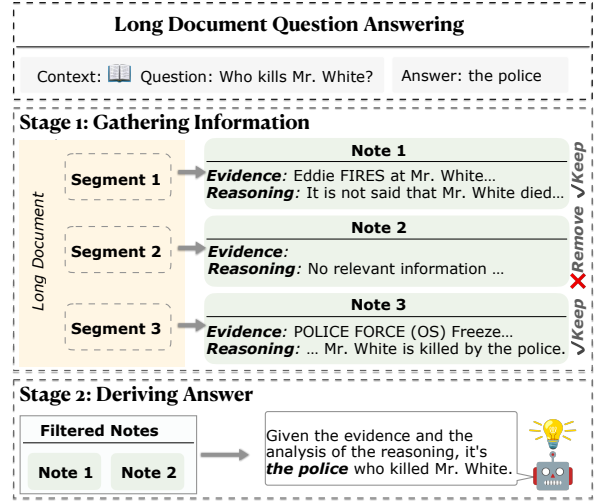 Long Document Question Answering
Context: Question: Who kills Mr. White?
Answer: the police
Stage 1: Gathering Information
Long Document
Segment 1
Note 1
Evidence: Eddie FIRES at Mr. White...
Reasoning: It is not said that Mr. White died...
Keep
Segment 2
Note 2
Evidence:
Reasoning: No relevant information ...
Remove
Segment 3
Note 3
Evidence: POLICE FORCE (OS) Freeze...
Reasoning: ... Mr. White is killed by the police.
Keep
Stage 2: Deriving Answer
Filtered Notes
Note 1
Note 2
Given the evidence and the
analysis of the reasoning, it's
the police who killed Mr. White.